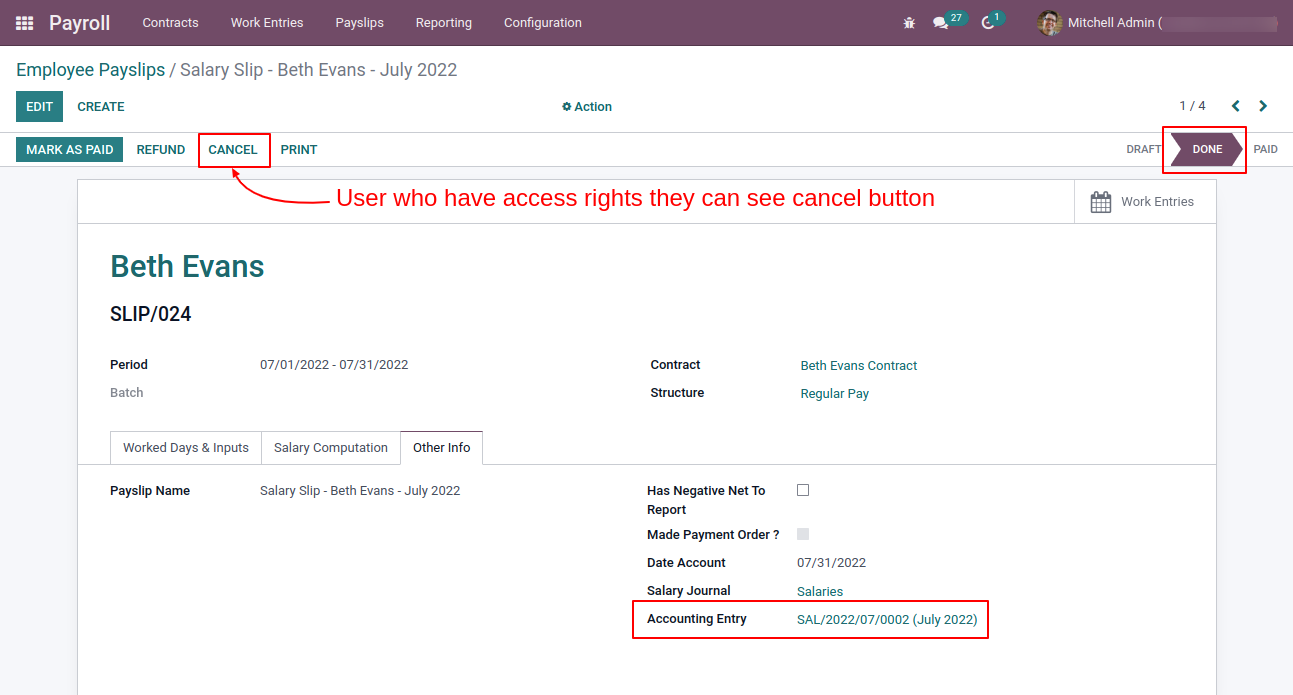 Payroll Contracts Work Entries Payslips Reporting Configuration 27 1 Mitchell Admin (
Employee Payslips / Salary Slip - Beth Evans - July 2022
EDIT CREATE Action 1 / 4
MARK AS PAID REFUND CANCEL PRINT DRAFT DONE PAID
User who have access rights they can see cancel button
Work Entries
Beth Evans
SLIP/024
Period 07/01/2022 - 07/31/2022 Contract Beth Evans Contract
Batch Structure Regular Pay
Worked Days & Inputs Salary Computation Other Info
Payslip Name Salary Slip - Beth Evans - July 2022 Has Negative Net To
Report
Made Payment Order ?
Date Account 07/31/2022
Salary Journal Salaries
Accounting Entry SAL/2022/07/0002 (July 2022)